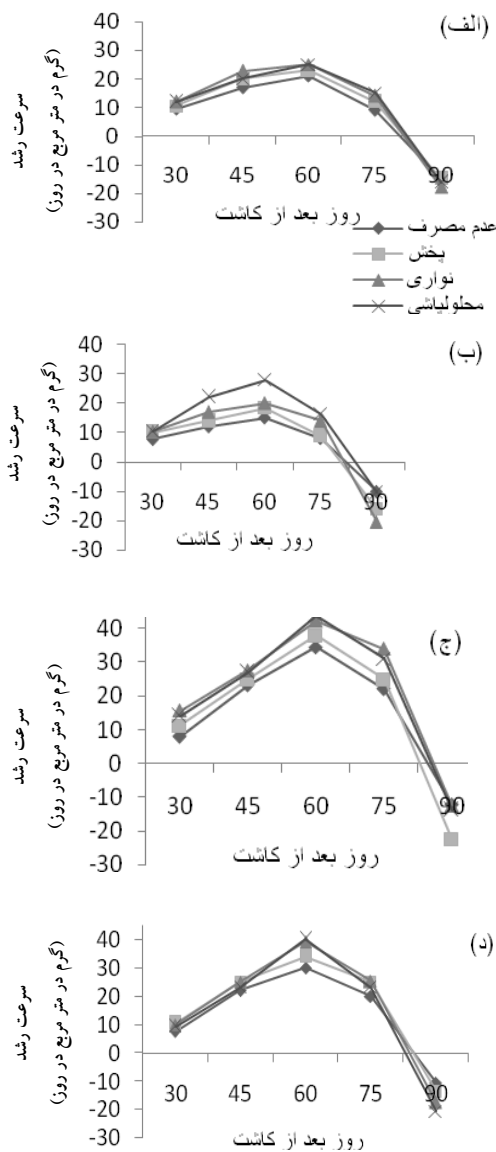 (الف)
40
30
20
10
0
-10
-20
-30
30 45 60 75 90
سرعت رشد
(گرم در متر مربع در روز)
روز بعد از کاشت
عدم مصرف
پخش
نواری
محلولپاشی
(ب)
40
30
20
10
0
-10
-20
-30
30 45 60 75 90
سرعت رشد
(گرم در متر مربع در روز)
روز بعد از کاشت
(ج)
40
30
20
10
0
-10
-20
-30
30 45 60 75 90
سرعت رشد
(گرم در متر مربع در روز)
روز بعد از کاشت
(د)
40
30
20
10
0
-10
-20
-30
30 45 60 75 90
سرعت رشد
(گرم در متر مربع در روز)
روز بعد از کاشت